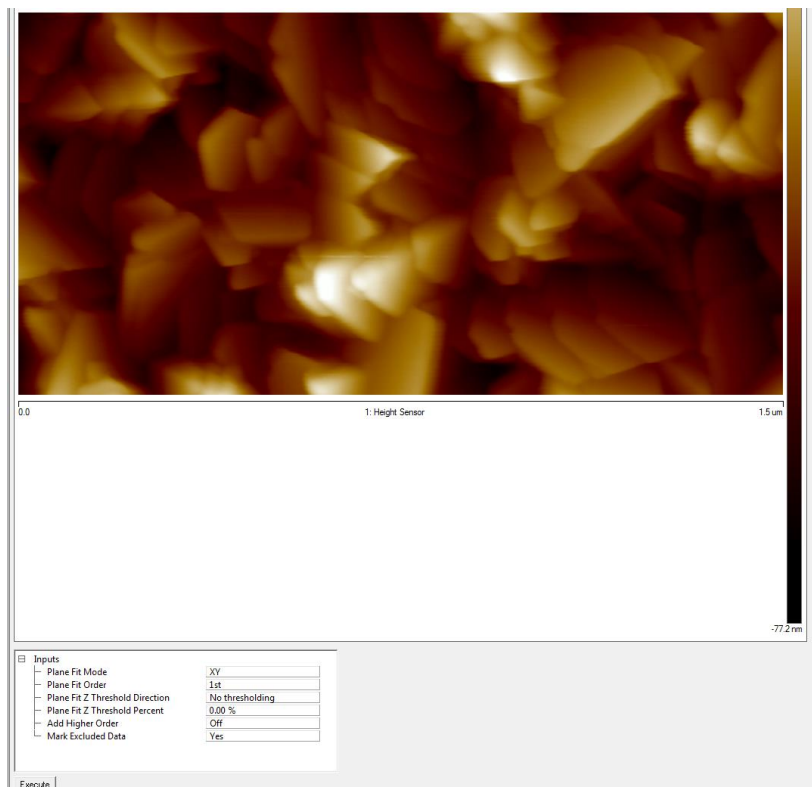 0.0 1: Height Sensor 1.5 um
-77.2 nm
Inputs
Plane Fit Mode XY
Plane Fit Order 1st
Plane Fit Z Threshold Direction No thresholding
Plane Fit Z Threshold Percent 0.00 %
Add Higher Order Off
Mark Excluded Data Yes
Execute